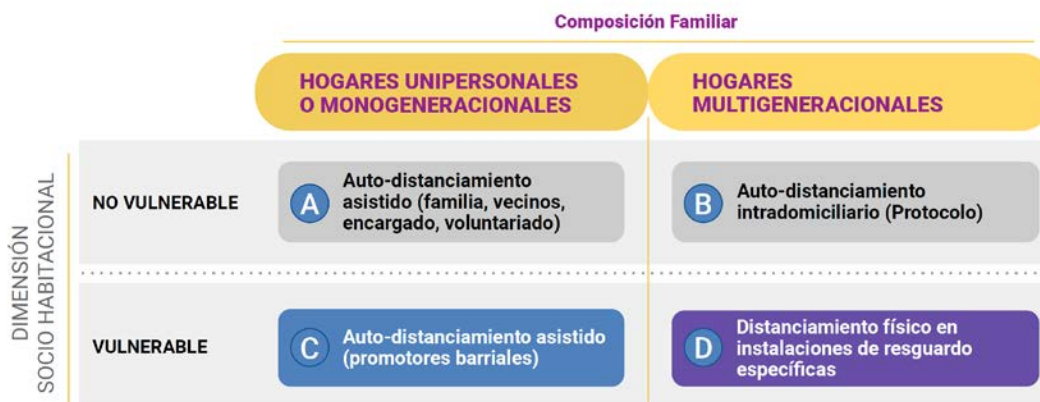 Composición Familiar
HOGARES UNIPERSONALES
O MONOGENERACIONALES
HOGARES
MULTIGENERACIONALES
DIMENSIÓN
SOCIO HABITACIONAL
NO VULNERABLE
A
Auto-distanciamiento
asistido (familia, vecinos,
encargado, voluntariado)
B
Auto-distanciamiento
intradomiciliario (Protocolo)
VULNERABLE
C
Auto-distanciamiento asistido
(promotores barriales)
D
Distanciamiento físico en
instalaciones de resguardo
específicas